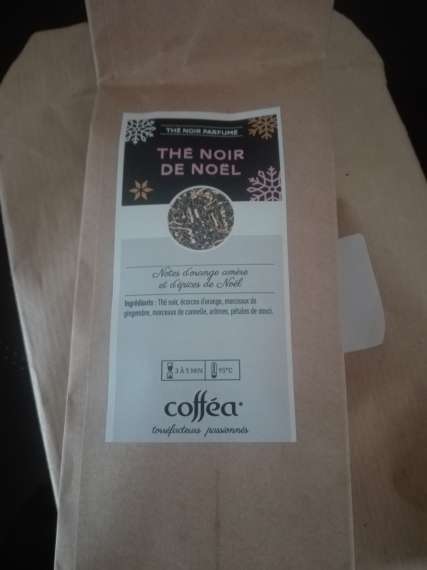 THÉ NOIR PARFUMÉ
THÉ NOIR
DE NOËL
Notes d'orange amère
et d'épices de Noël
Ingrédients : Thé noir, écorces d'orange, morceaux de
gingembre, morceaux de cannelle, arômes, pétales de souci.
3 À 5 MIN
95°C
cofféa
torréfacteurs passionnés